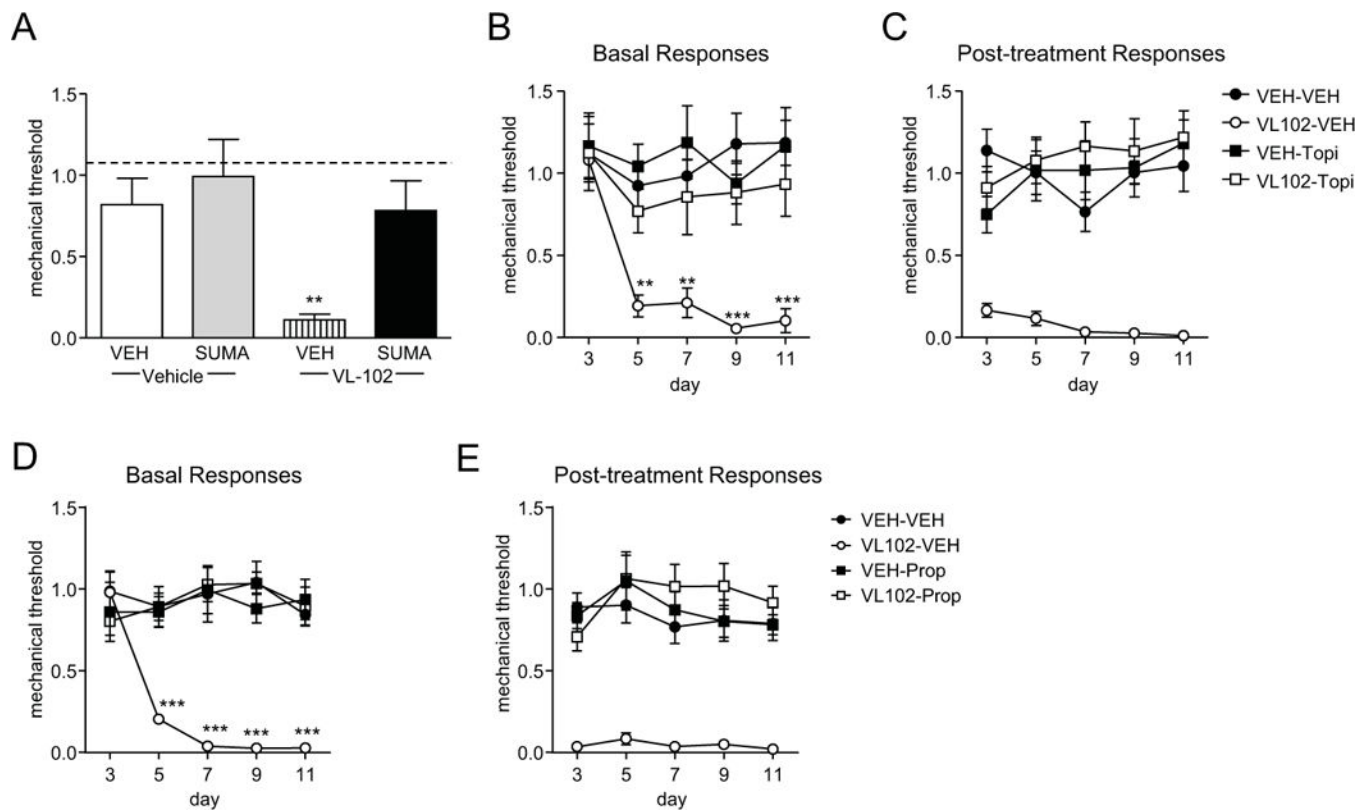 A
mechanical threshold
1.5
1.0
0.5
0.0
**
VEH
SUMA
VEH
SUMA
Vehicle
VL-102
B
Basal Responses
mechanical threshold
1.5
1.0
0.5
0.0
**
**
***
***
3
5
7
9
11
day
C
Post-treatment Responses
mechanical threshold
1.5
1.0
0.5
0.0
3
5
7
9
11
day
VEH-VEH
VL102-VEH
VEH-Topi
VL102-Topi
D
Basal Responses
mechanical threshold
1.5
1.0
0.5
0.0
***
***
***
***
3
5
7
9
11
day
E
Post-treatment Responses
mechanical threshold
1.5
1.0
0.5
0.0
3
5
7
9
11
day
VEH-VEH
VL102-VEH
VEH-Prop
VL102-Prop